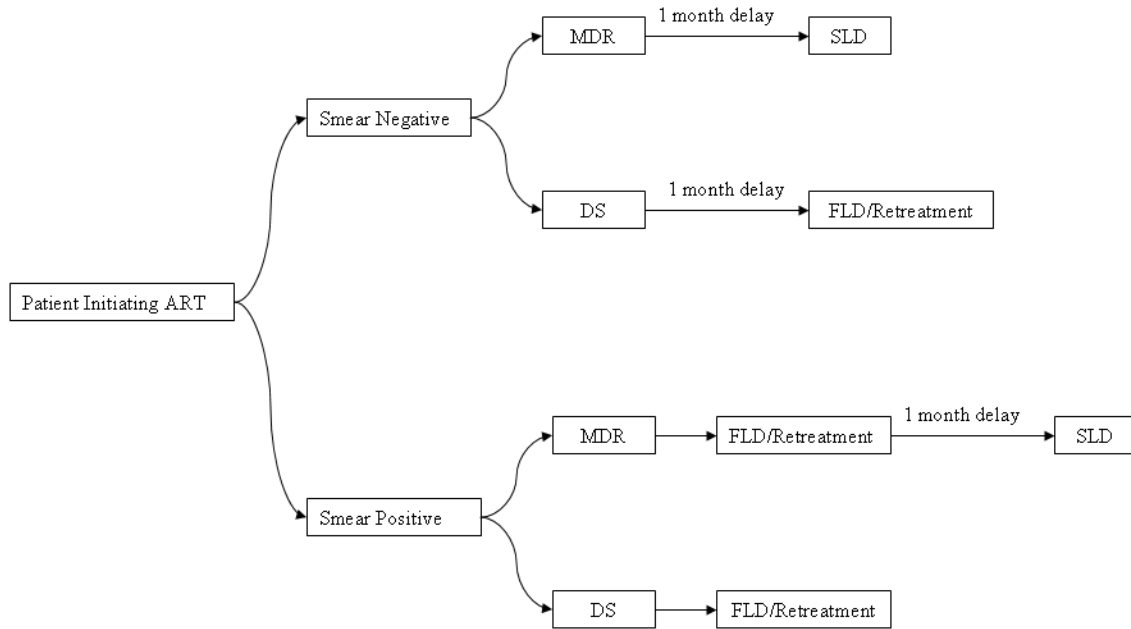 1 month delay
MDR
SLD
Smear Negative
1 month delay
DS
FLD/Retreatment
Patient Initiating ART
1 month delay
MDR
FLD/Retreatment
SLD
Smear Positive
DS
FLD/Retreatment